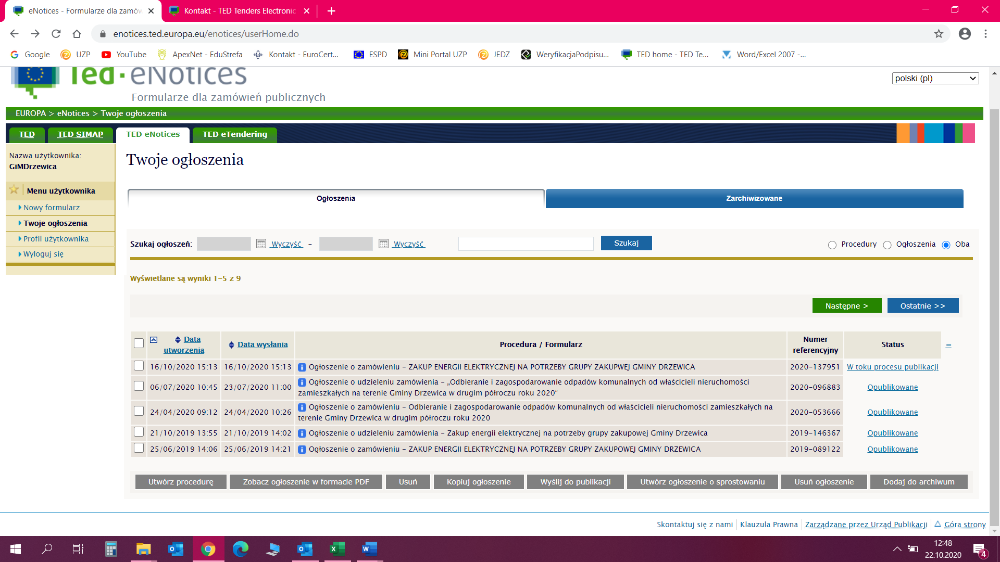 eNotices - Formularze dla zamów
Kontakt - TED Tenders Electronic
enotices.ted.europa.eu/enotices/userHome.do
Google
UZP
YouTube
ApexNet - EduStrefa
Kontakt - EuroCert...
ESPD
Mini Portal UZP
JEDZ
WeryfikacjaPodpisu...
TED home - TED Te...
Word/Excel 2007 -...
Ted·eNotices
Formularze dla zamówień publicznych
polski (pl)
EUROPA > eNotices > Twoje ogłoszenia
TED
TED SIMAP
TED eNotices
TED eTendering
Nazwa użytkownika:
GiMDrzewica
Menu użytkownika
Nowy formularz
Twoje ogłoszenia
Profil użytkownika
Wyloguj się
Twoje ogłoszenia
Ogłoszenia
Zarchiwizowane
Szukaj ogłoszeń:
Wyczyść
-
Wyczyść
Szukaj
Procedury
Ogłoszenia
Oba
Wyświetlane są wyniki 1-5 z 9
Następne >
Ostatnie >>
Data utworzenia
Data wysłania
Procedura / Formularz
Numer referencyjny
Status
=
16/10/2020 15:13 16/10/2020 15:13 Ogłoszenie o zamówieniu - ZAKUP ENERGII ELEKTRYCZNEJ NA POTRZEBY GRUPY ZAKUPWEJ GMINY DRZEWICA 2020-137951 W toku procesu publikacji
06/07/2020 10:45 23/07/2020 11:00 Ogłoszenie o udzieleniu zamówienia - „Odbieranie i zagospodarowanie odpadów komunalnych od właścicieli nieruchomości
zamieszkałych na terenie Gminy Drzewica w drugim półroczu roku 2020” 2020-096883 Opublikowane
24/04/2020 09:12 24/04/2020 10:26 Ogłoszenie o zamówieniu - Odbieranie i zagospodarowanie odpadów komunalnych od właścicieli nieruchomości zamieszkałych na
terenie Gminy Drzewica w drugim półroczu roku 2020 2020-053666 Opublikowane
21/10/2019 13:55 21/10/2019 14:02 Ogłoszenie o udzieleniu zamówienia - Zakup energii elektrycznej na potrzeby grupy zakupowej Gminy Drzewica 2019-146367 Opublikowane
25/06/2019 14:06 25/06/2019 14:21 Ogłoszenie o zamówieniu - ZAKUP ENERGII ELEKTRYCZNEJ NA POTRZEBY GRUPY ZAKUPOWEJ GMINY DRZEWICA 2019-089122 Opublikowane
Utwórz procedurę
Zobacz ogłoszenie w formacie PDF
Usuń
Kopiuj ogłoszenie
Wyślij do publikacji
Utwórz ogłoszenie o sprostowaniu
Usuń ogłoszenie
Dodaj do archiwum
Skontaktuj się z nami
Klauzula Prawna
Zarządzane przez Urząd Publikacji
Góra strony
12:48
22.10.2020
4